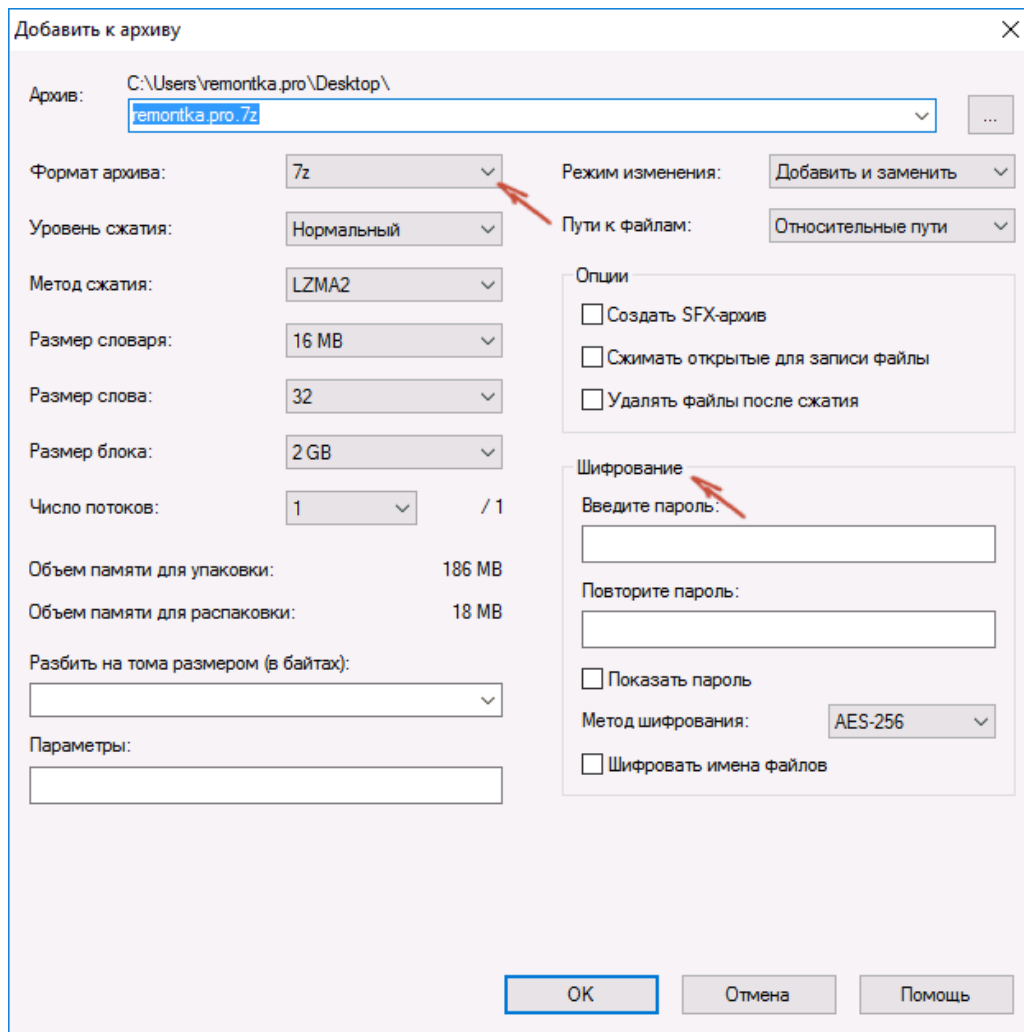 Добавить к архиву
Архив:
C:\Users\remontka.pro\Desktop\
remontka.pro.7z
...
Формат архива: 7z
Уровень сжатия: Нормальный
Метод сжатия: LZMA2
Размер словаря: 16 MB
Размер слова: 32
Размер блока: 2 GB
Число потоков: 1 / 1
Объем памяти для упаковки: 186 MB
Объем памяти для распаковки: 18 MB
Разбить на тома размером (в байтах):
Параметры:
Режим изменения: Добавить и заменить
Пути к файлам: Относительные пути
Опции
Создать SFX-архив
Сжимать открытые для записи файлы
Удалять файлы после сжатия
Шифрование
Введите пароль:
Повторите пароль:
Показать пароль
Метод шифрования: AES-256
Шифровать имена файлов
OK Отмена Помощь